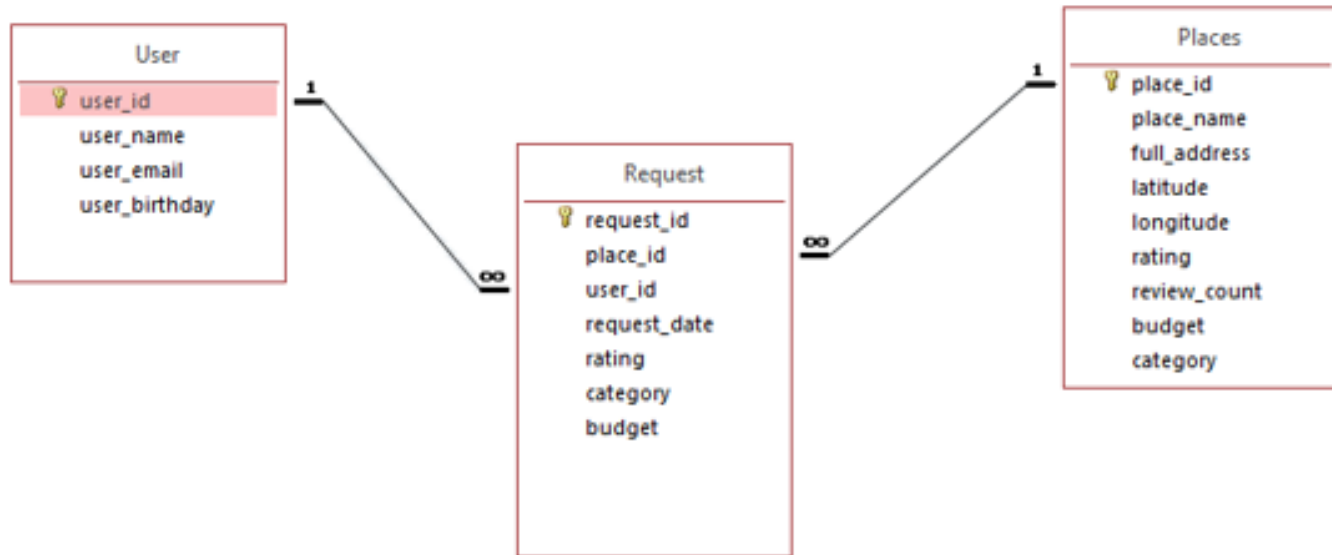 User
user_id
user_name
user_email
user_birthday
1
∞
Request
request_id
place_id
user_id
request_date
rating
category
budget
∞
1
Places
place_id
place_name
full_address
latitude
longitude
rating
review_count
budget
category